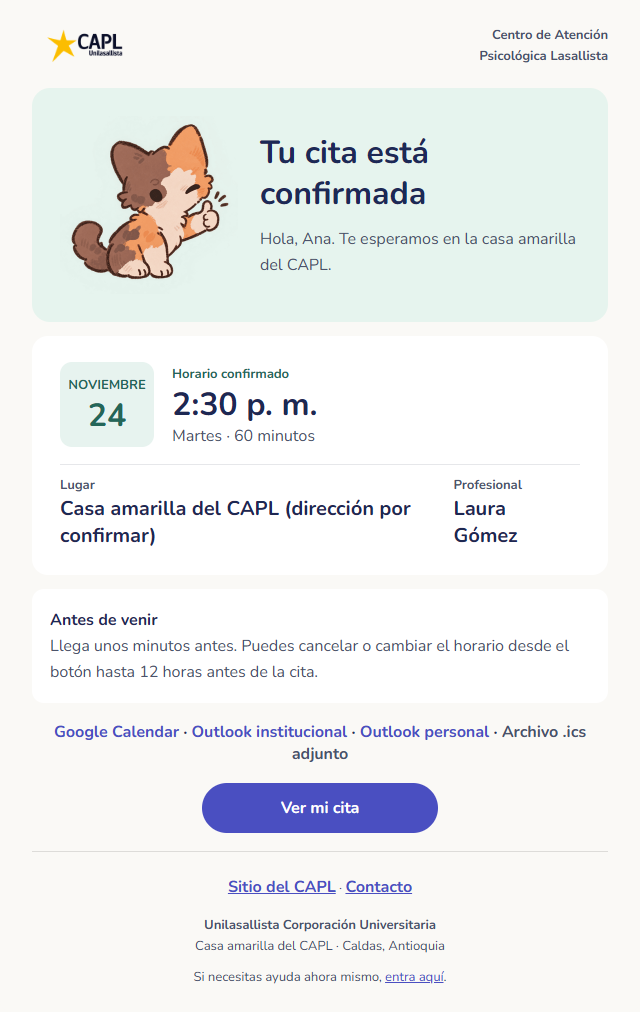 CAPL
Unilasallista
Centro de Atención
Psicológica Lasallista
Tu cita está
confirmada
Hola, Ana. Te esperamos en la casa amarilla
del CAPL.
NOVIEMBRE
24
Horario confirmado
2:30 p. m.
Martes · 60 minutos
Lugar
Casa amarilla del CAPL (dirección por
confirmar)
Profesional
Laura
Gómez
Antes de venir
Llega unos minutos antes. Puedes cancelar o cambiar el horario desde el
botón hasta 12 horas antes de la cita.
Google Calendar · Outlook institucional · Outlook personal · Archivo .ics
adjunto
Ver mi cita
Sitio del CAPL · Contacto
Unilasallista Corporación Universitaria
Casa amarilla del CAPL · Caldas, Antioquia
Si necesitas ayuda ahora mismo, entra aquí.